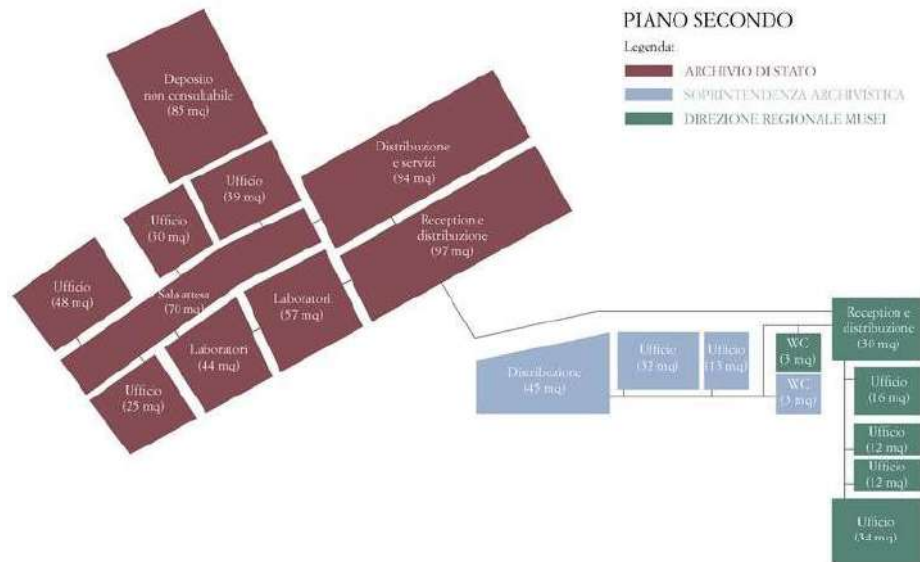 PIANO SECONDO
Legenda:
ARCHIVIO DI STATO
SOPRINTENDENZA ARCHIVISTICA
DIREZIONE REGIONALE MUSEI
Deposito
non consultabile
(85 mq)
Distribuzione
e servizi
(94 mq)
Ufficio
(39 mq)
Ufficio
(30 mq)
Reception e
distribuzione
(97 mq)
Ufficio
(48 mq)
Sala attesa
(70 mq)
Laboratori
(57 mq)
Laboratori
(44 mq)
Ufficio
(25 mq)
Reception e
distribuzione
(30 mq)
Distribuzione
(45 mq)
Ufficio
(32 mq)
Ufficio
(13 mq)
WC
(3 mq)
WC
(3 mq)
Ufficio
(16 mq)
Ufficio
(12 mq)
Ufficio
(12 mq)
Ufficio
(34 mq)